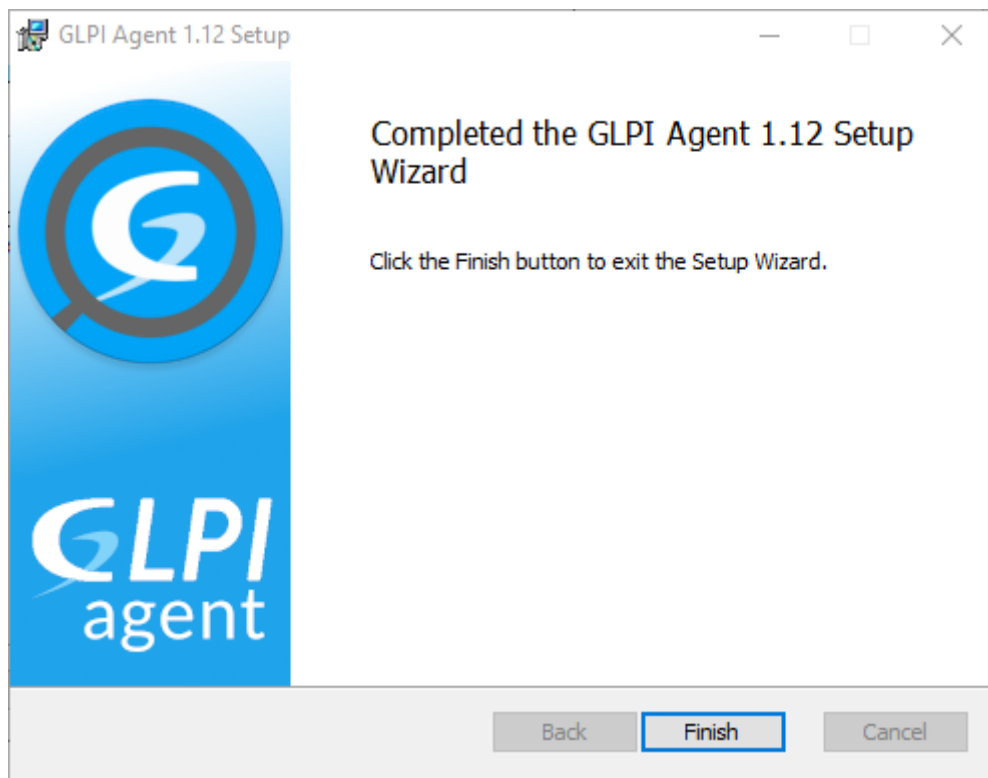 GLPI Agent 1.12 Setup
Completed the GLPI Agent 1.12 Setup
Wizard
Click the Finish button to exit the Setup Wizard.
GLPI
agent
Back
Finish
Cancel